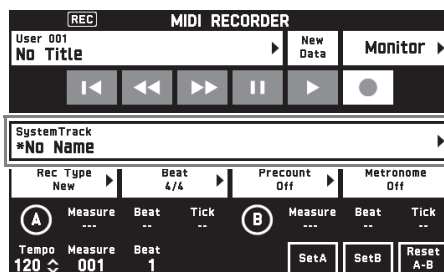 REC MIDI RECORDER
User 001
No Title
New Data
Monitor
SystemTrack
*No Name
Rec Type Beat Precount Metronome
New 4/4 Off Off
A Measure Beat Tick B Measure Beat Tick
--- -- -- --- -- --
Tempo Measure Beat
120 001 1
SetA SetB Reset A-B